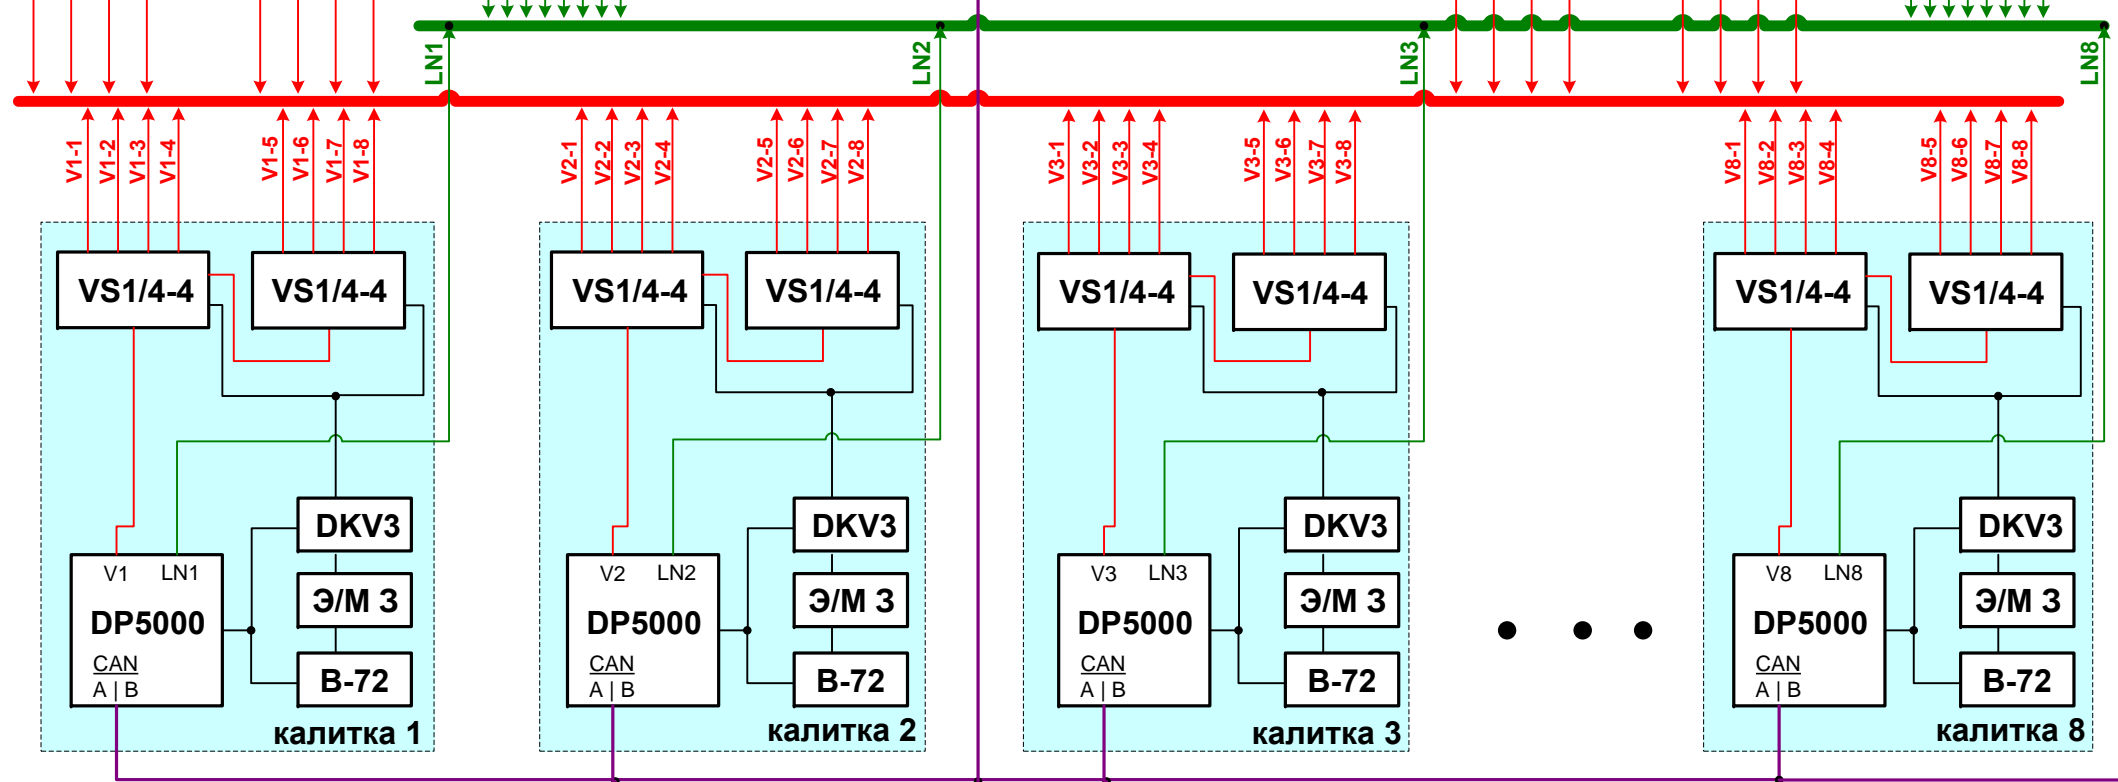 LN1
LN2
LN3
LN8
V1-1
V1-2
V1-3
V1-4
V1-5
V1-6
V1-7
V1-8
V2-1
V2-2
V2-3
V2-4
V2-5
V2-6
V2-7
V2-8
V3-1
V3-2
V3-3
V3-4
V3-5
V3-6
V3-7
V3-8
V8-1
V8-2
V8-3
V8-4
V8-5
V8-6
V8-7
V8-8
VS1/4-4
VS1/4-4
DKV3
V1 LN1
DP5000
CAN
A | B
Э/М З
В-72
калитка 1
VS1/4-4
VS1/4-4
DKV3
V2 LN2
DP5000
CAN
A | B
Э/М З
В-72
калитка 2
VS1/4-4
VS1/4-4
DKV3
V3 LN3
DP5000
CAN
A | B
Э/М З
В-72
калитка 3
VS1/4-4
VS1/4-4
DKV3
V8 LN8
DP5000
CAN
A | B
Э/М З
В-72
калитка 8